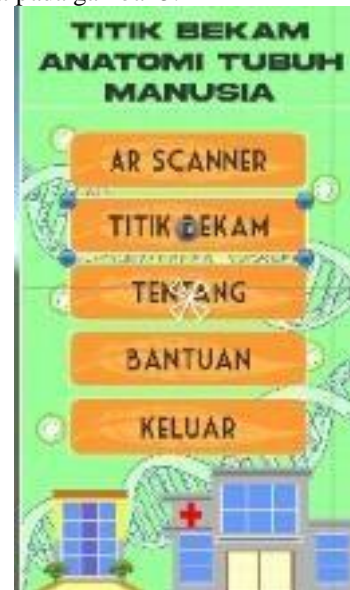 TITIK BEKAM
ANATOMI TUBUH
MANUSIA
AR SCANNER
TITIK BEKAM
TENTANG
BANTUAN
KELUAR